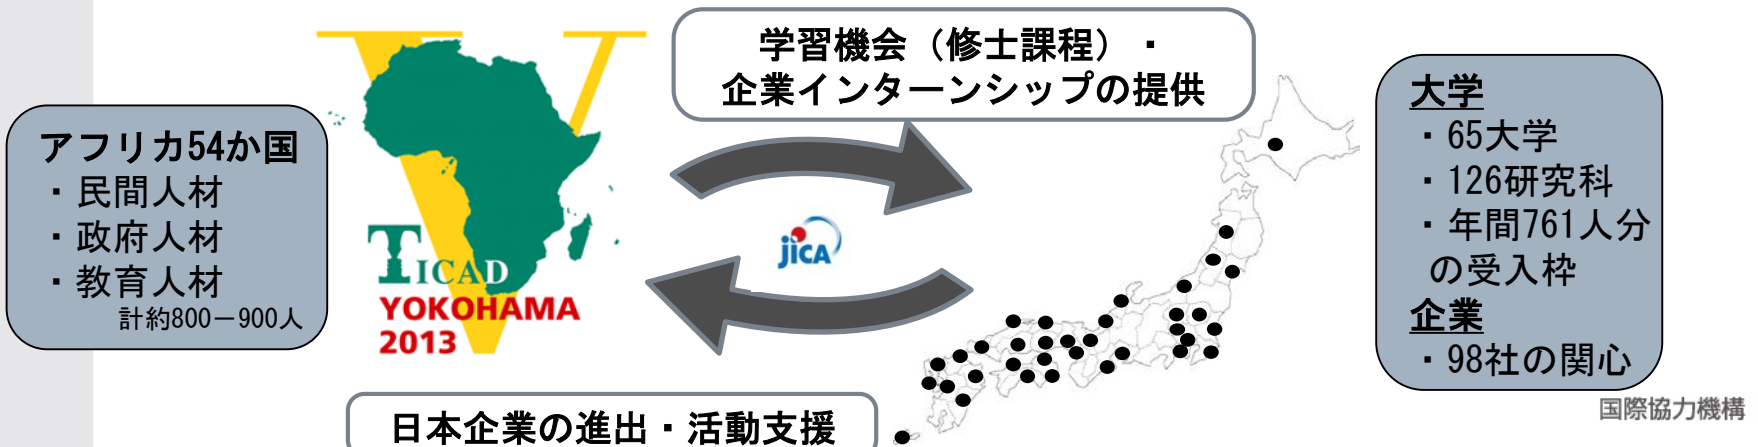 アフリカ54か国
・民間人材
・政府人材
・教育人材
計約800－900人
V
TICAD
YOKOHAMA
2013
学習機会（修士課程）・
企業インターンシップの提供
jica
日本企業の進出・活動支援
大学
・65大学
・126研究科
・年間761人分
の受入枠
企業
・98社の関心
国際協力機構